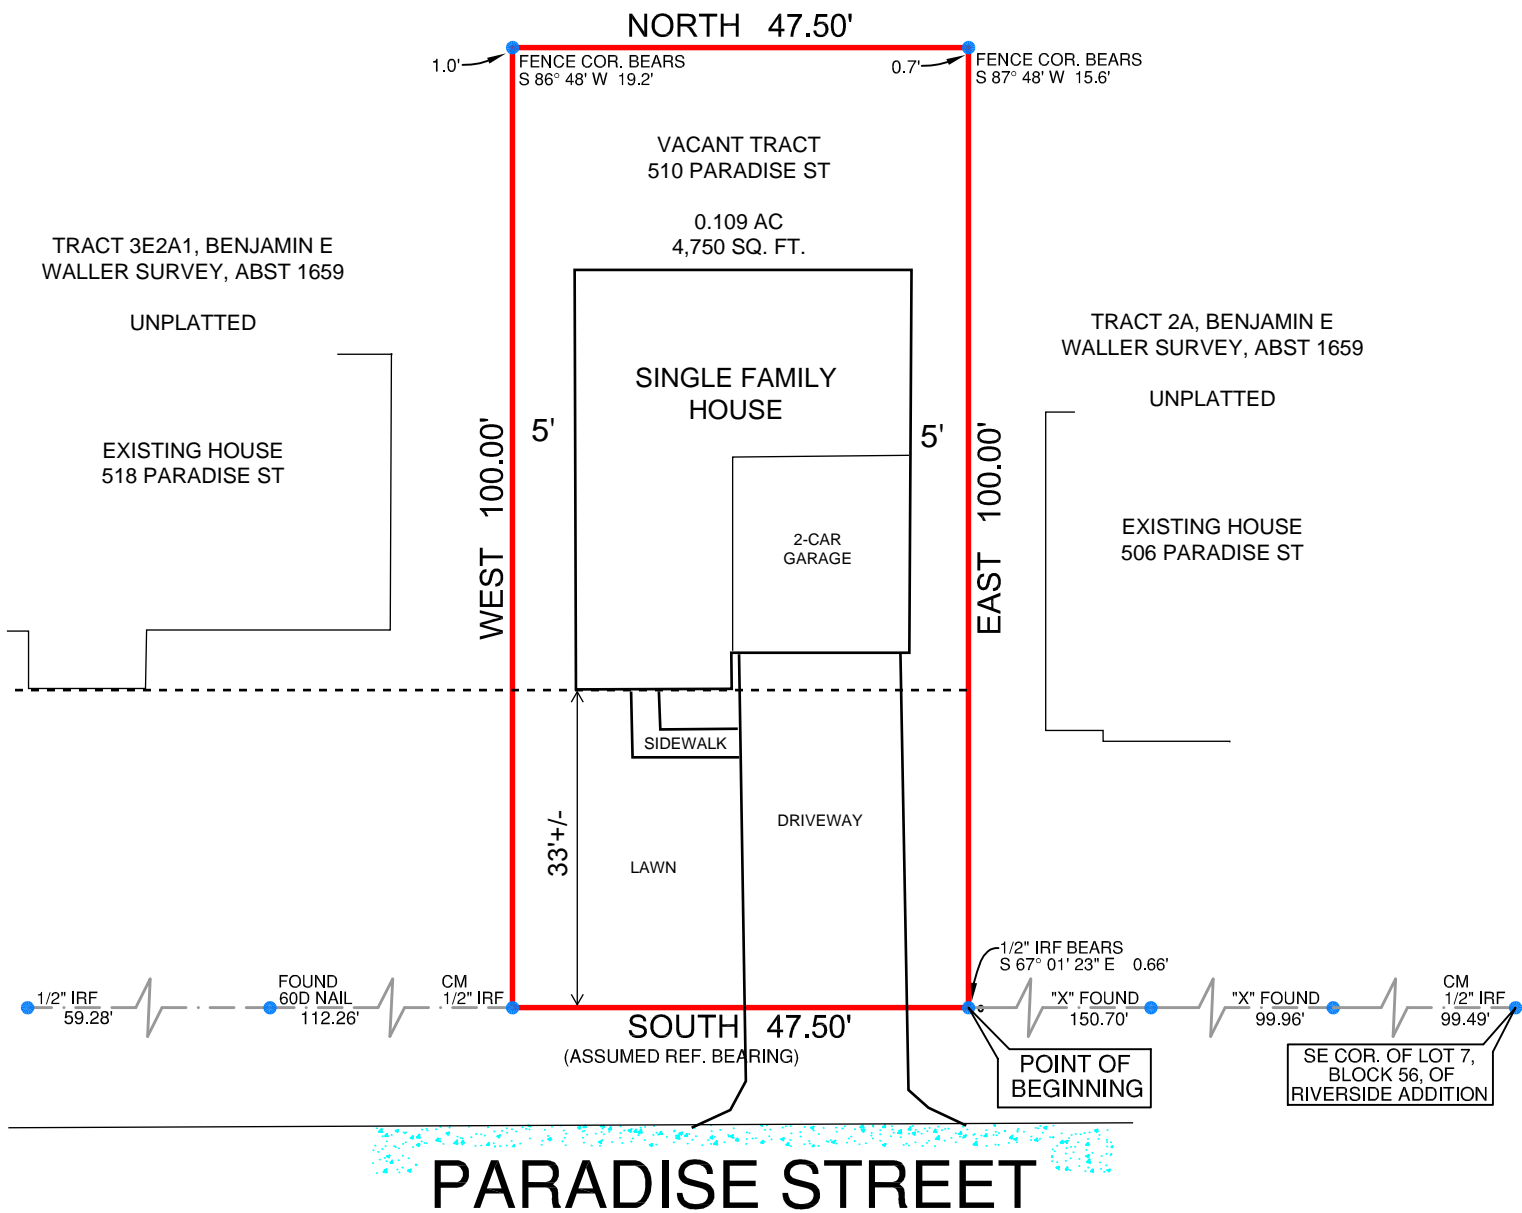 NORTH 47.50'
1.0'
FENCE COR. BEARS
S 86° 48' W 19.2'
0.7'
FENCE COR. BEARS
S 87° 48' W 15.6'
VACANT TRACT
510 PARADISE ST
0.109 AC
4,750 SQ. FT.
TRACT 3E2A1, BENJAMIN E
WALLER SURVEY, ABST 1659
UNPLATTED
EXISTING HOUSE
518 PARADISE ST
TRACT 2A, BENJAMIN E
WALLER SURVEY, ABST 1659
UNPLATTED
EXISTING HOUSE
506 PARADISE ST
WEST 100.00'
5'
SINGLE FAMILY
HOUSE
5'
EAST 100.00'
2-CAR
GARAGE
SIDEWALK
33'+/-
LAWN
DRIVEWAY
1/2" IRF BEARS
S 67° 01' 23" E 0.66'
1/2" IRF
59.28'
FOUND
60D NAIL
112.26'
CM
1/2" IRF
"X" FOUND
150.70'
"X" FOUND
99.96'
CM
1/2" IRF
99.49'
SOUTH 47.50'
(ASSUMED REF. BEARING)
POINT OF
BEGINNING
SE COR. OF LOT 7,
BLOCK 56, OF
RIVERSIDE ADDITION
PARADISE STREET